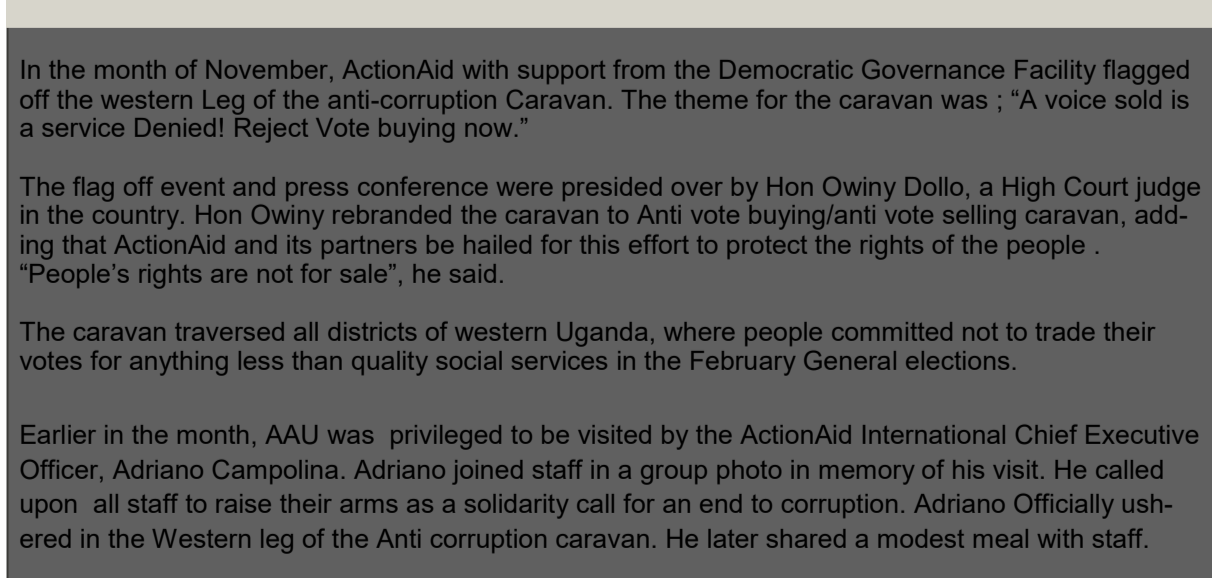 In the month of November, ActionAid with support from the Democratic Governance Facility flagged
off the western Leg of the anti-corruption Caravan. The theme for the caravan was ; “A voice sold is
a service Denied! Reject Vote buying now.”
The flag off event and press conference were presided over by Hon Owiny Dollo, a High Court judge
in the country. Hon Owiny rebranded the caravan to Anti vote buying/anti vote selling caravan, add-
ing that ActionAid and its partners be hailed for this effort to protect the rights of the people .
“People’s rights are not for sale”, he said.
The caravan traversed all districts of western Uganda, where people committed not to trade their
votes for anything less than quality social services in the February General elections.
Earlier in the month, AAU was  privileged to be visited by the ActionAid International Chief Executive
Officer, Adriano Campolina. Adriano joined staff in a group photo in memory of his visit. He called
upon  all staff to raise their arms as a solidarity call for an end to corruption. Adriano Officially ush-
ered in the Western leg of the Anti corruption caravan. He later shared a modest meal with staff.